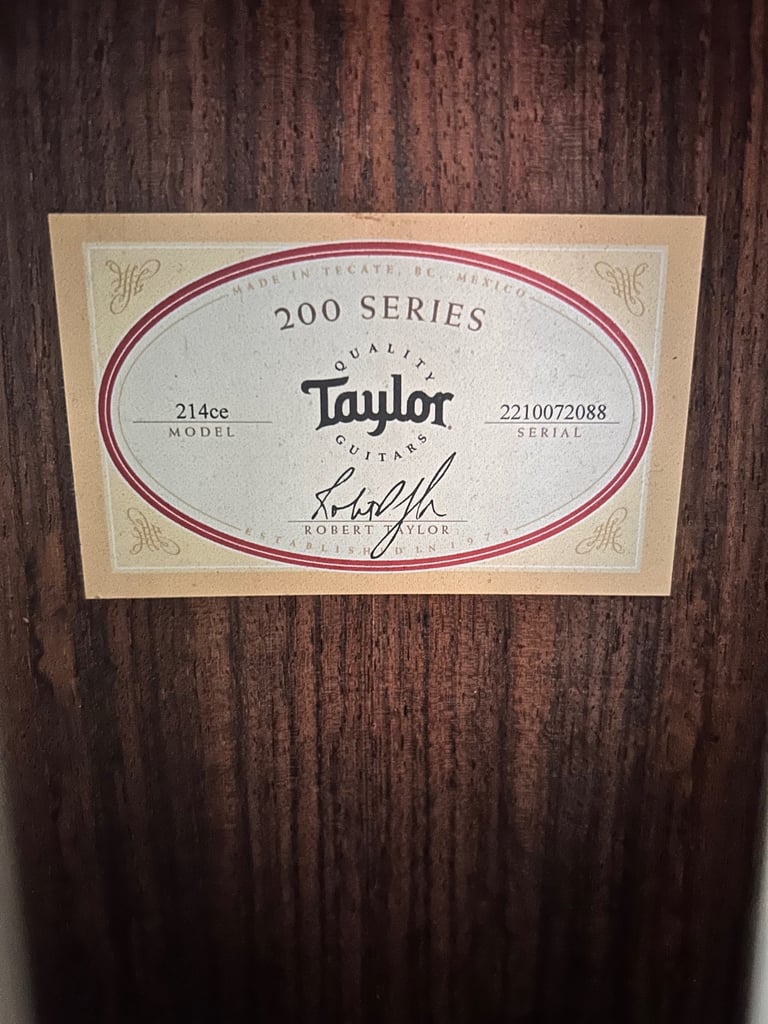 MADE IN TECATE, BC, MEXICO
200 SERIES
QUALITY
Taylor
GUITARS
214ce
MODEL
2210072088
SERIAL
ROBERT TAYLOR
ESTABLISHED IN 1974